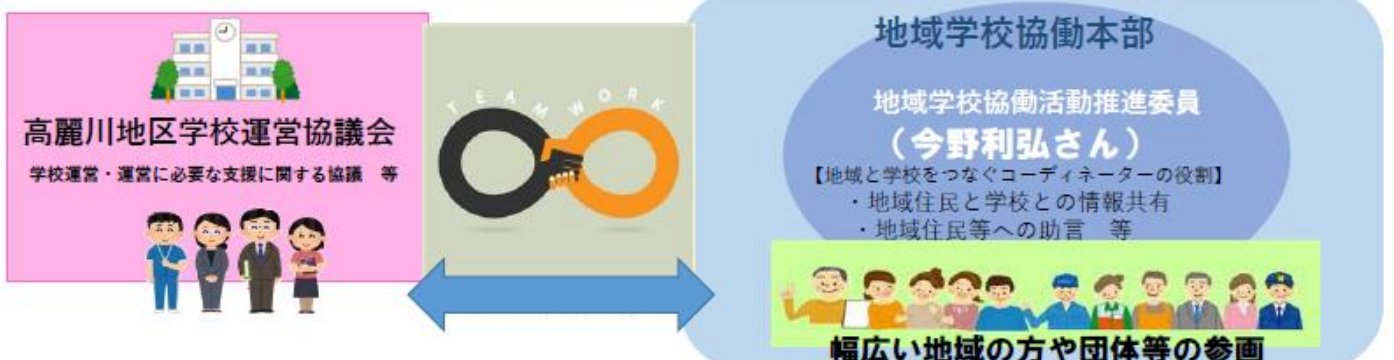 高麗川地区学校運営協議会
学校運営・運営に必要な支援に関する協議　等
TEAMWORK
地域学校協働本部
地域学校協働活動推進委員
（今野利弘さん）
【地域と学校をつなぐコーディネーターの役割】
・地域住民と学校との情報共有
・地域住民等への助言　等
幅広い地域の方や団体等の参画